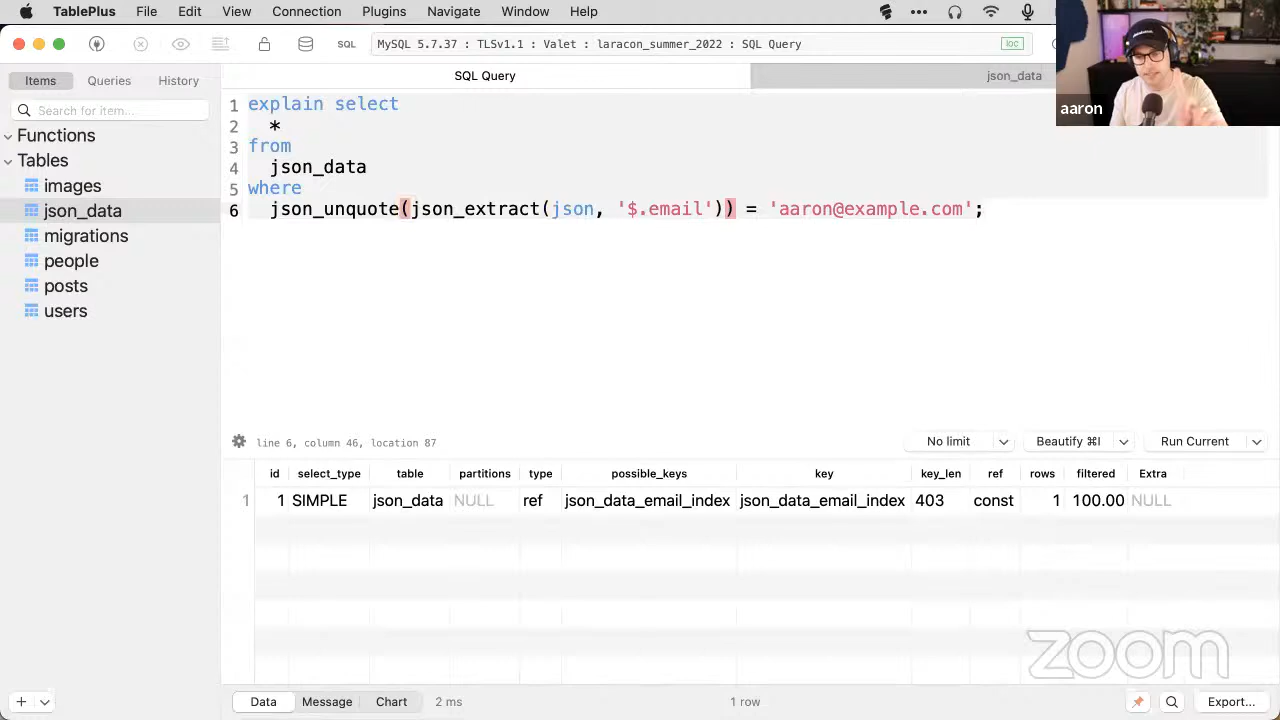 TablePlus File Edit View Connection Plugins Navigate Window Help
SQL MySQL 5.7.37 : TLSv1.1 : Valet : laracon_summer_2022 : SQL Query loc
Items Queries History
SQL Query json_data
Search for item...
Functions
Tables
images
json_data
migrations
people
posts
users
1 explain select
2 *
3 from
4 json_data
5 where
6 json_unquote(json_extract(json, '$.email')) = 'aaron@example.com';
aaron
line 6, column 46, location 87 No limit Beautify ⌘I Run Current
id select_type table partitions type possible_keys key key_len ref rows filtered Extra
1 1 SIMPLE json_data NULL ref json_data_email_index json_data_email_index 403 const 1 100.00 NULL
zoom
Data Message Chart 2 ms 1 row Export...